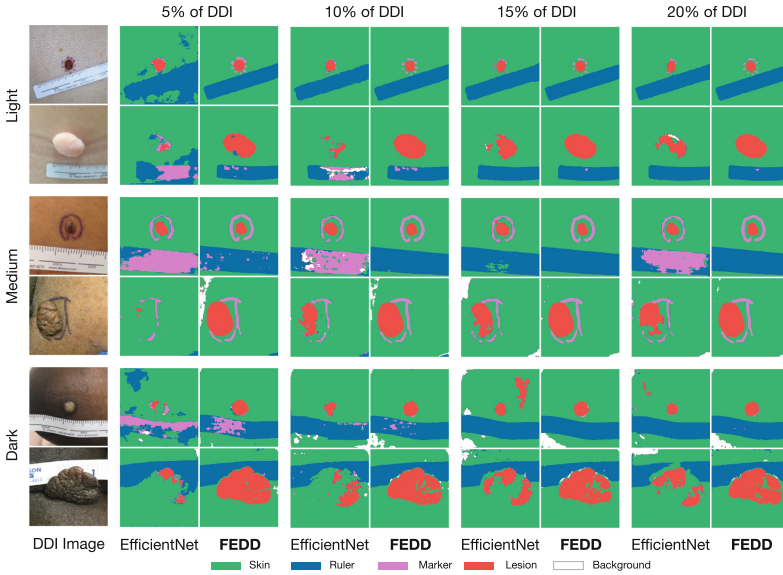 5% of DDI 10% of DDI 15% of DDI 20% of DDI
Light
Medium
Dark
DDI Image EfficientNet FEDD EfficientNet FEDD EfficientNet FEDD EfficientNet FEDD
Skin Ruler Marker Lesion Background